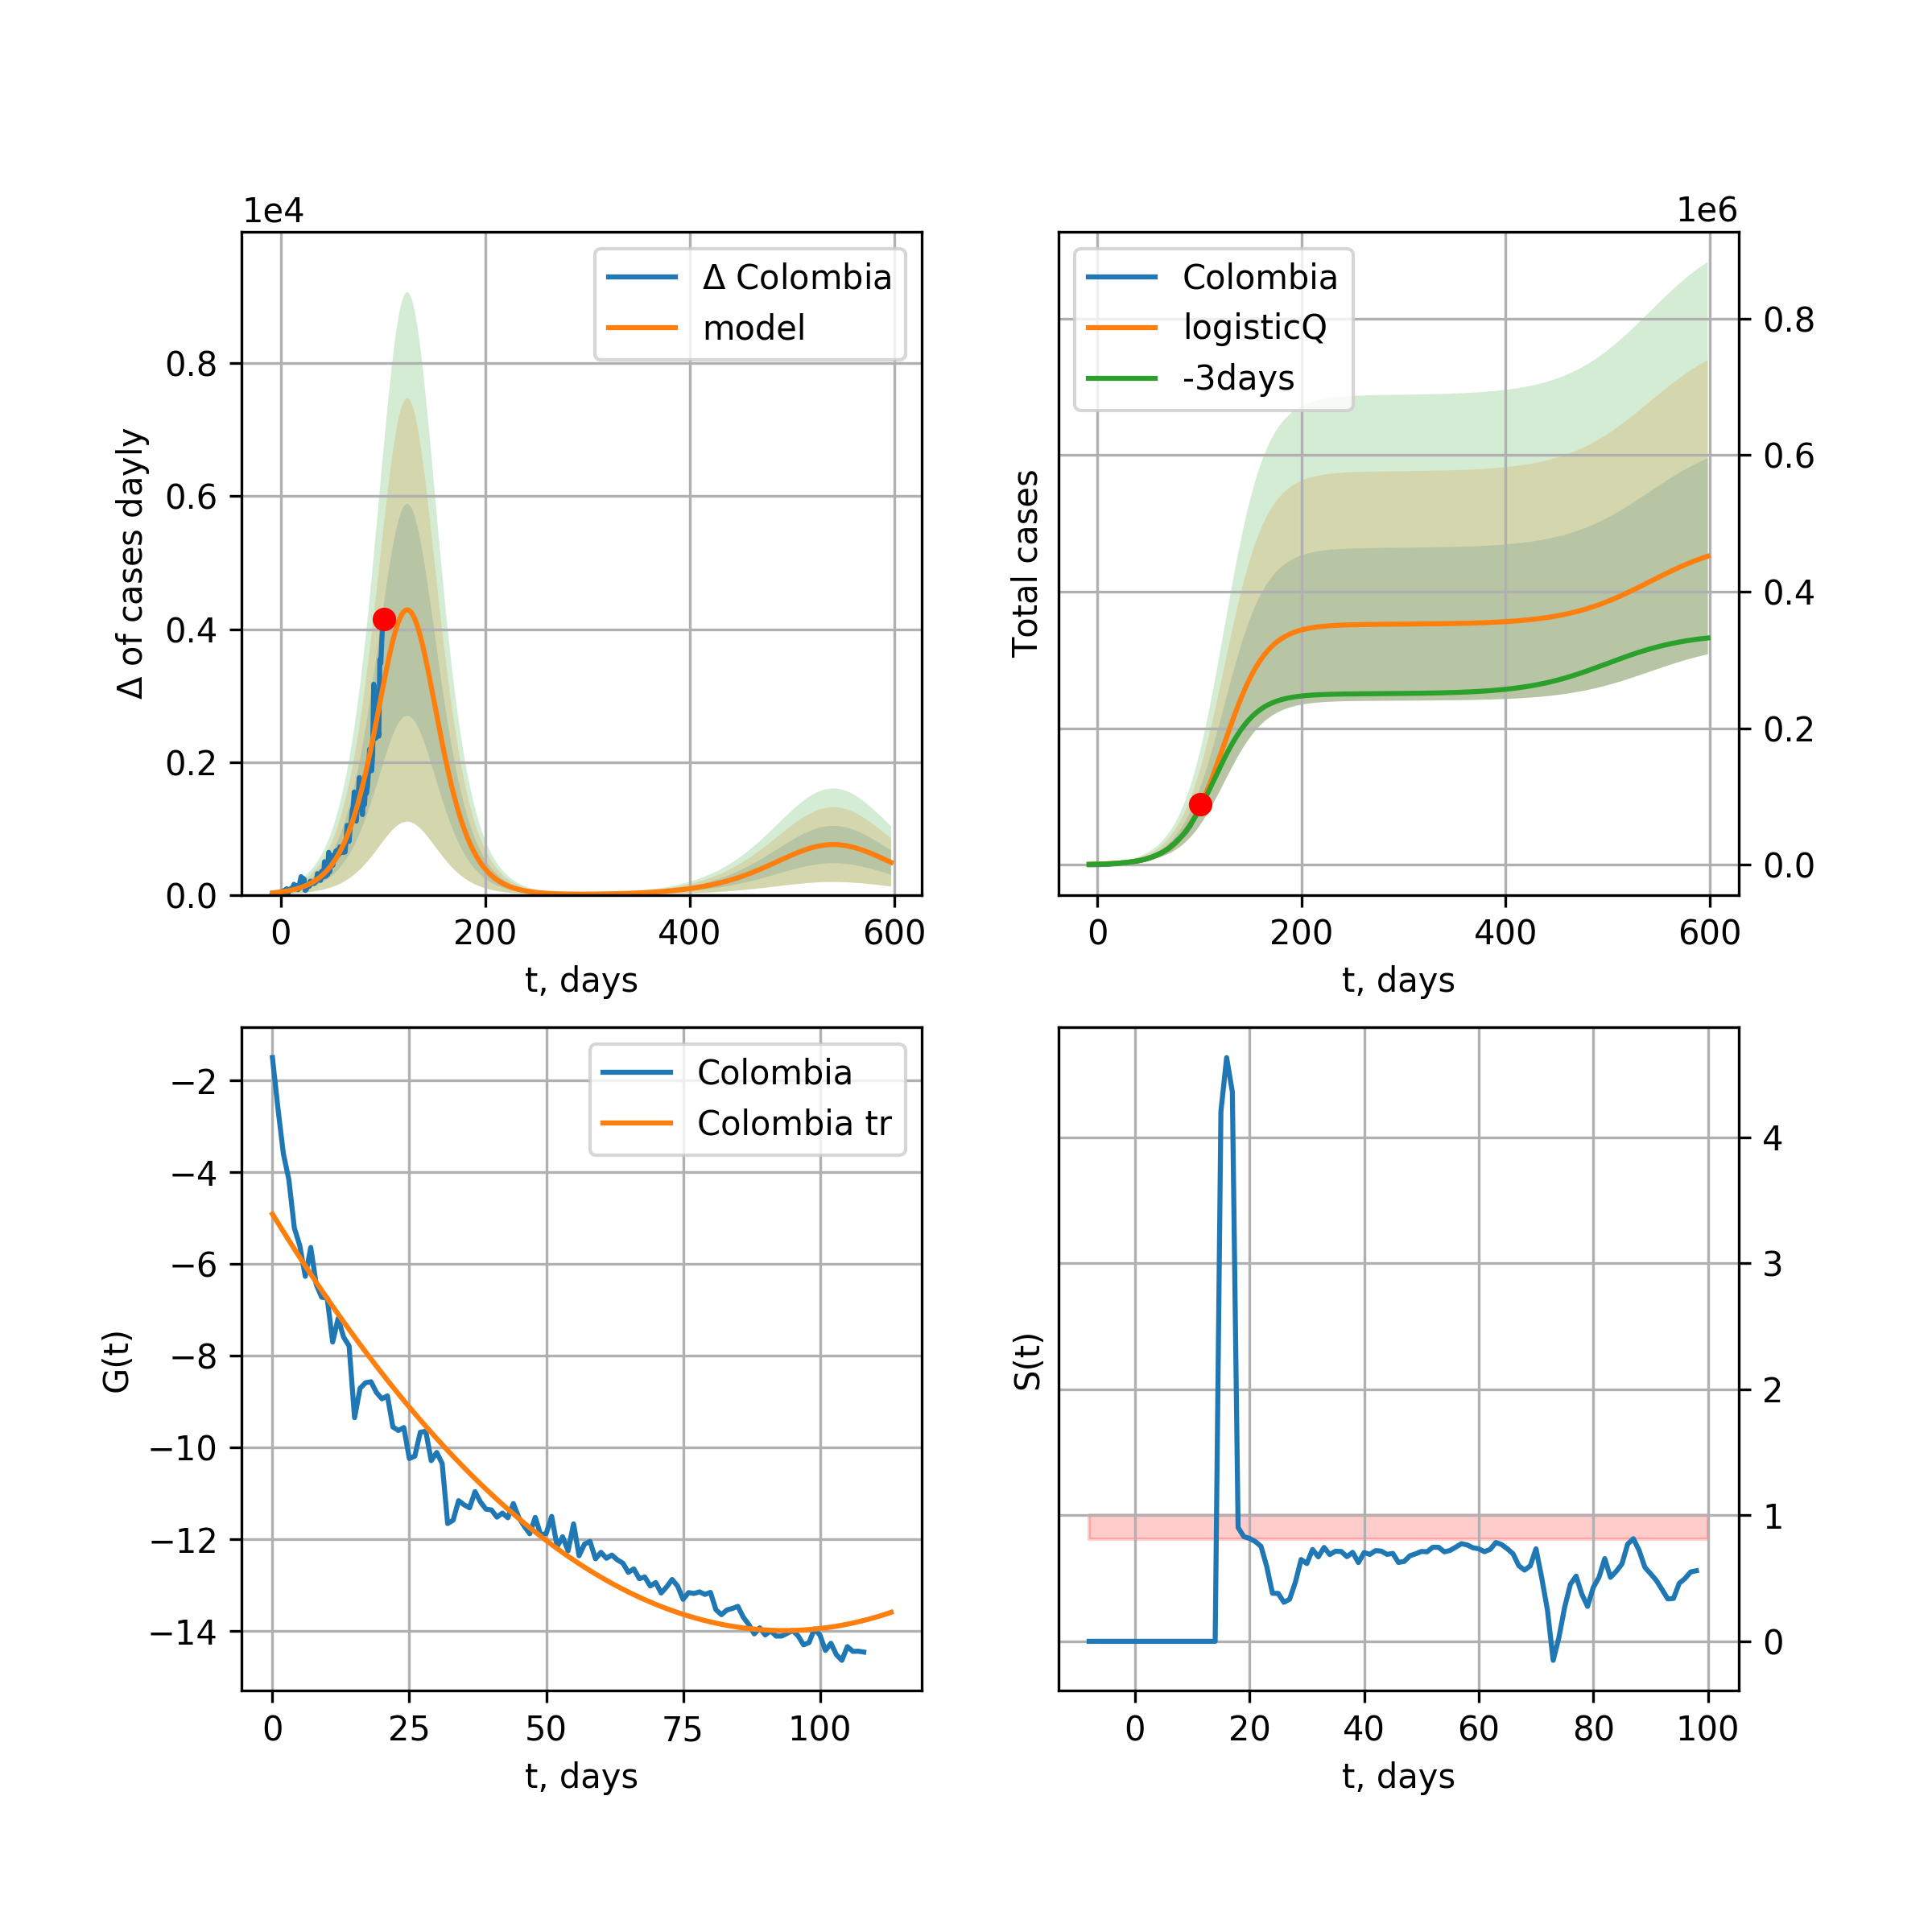 1e4
Δ Colombia
model
0.8
0.6
0.4
0.2
0.0
Δ of cases dayly
0
200
400
600
t, days
1e6
Colombia
logisticQ
-3days
0.8
0.6
0.4
0.2
0.0
Total cases
0
200
400
600
t, days
Colombia
Colombia tr
−2
−4
−6
−8
−10
−12
−14
G(t)
0
25
50
75
100
t, days
4
3
2
1
0
S(t)
0
20
40
60
80
100
t, days